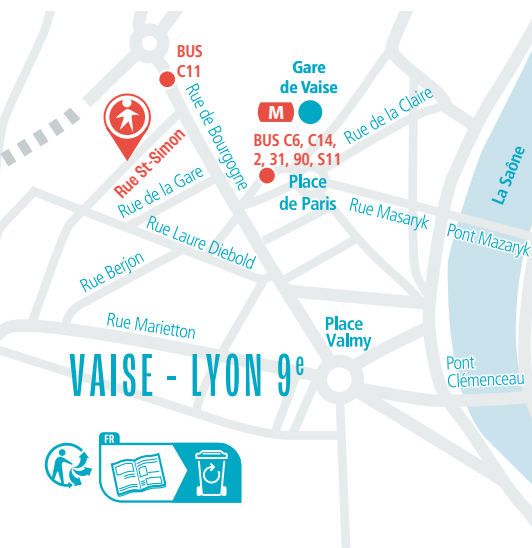 BUS
C11
Gare
de Vaise
M
BUS C6, C14,
2, 31, 90, S11
Place
de Paris
Rue de la Claire
La Saône
Rue de Bourgogne
Rue St-Simon
Rue de la Gare
Rue Masaryk
Pont Mazaryk
Rue Laure Diebold
Rue Berjon
Rue Marietton
Place
Valmy
Pont
Clémenceau
VAISE - LYON 9e
FR